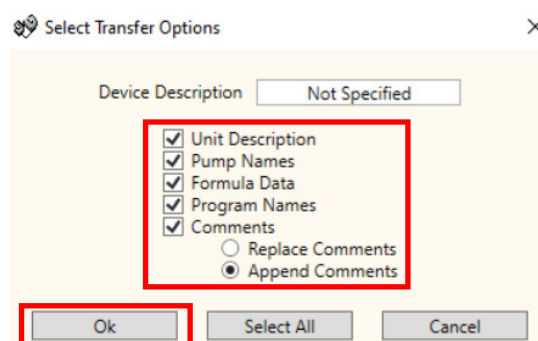 Select Transfer Options
Device Description Not Specified
Unit Description
Pump Names
Formula Data
Program Names
Comments
Replace Comments
Append Comments
Ok Select All Cancel